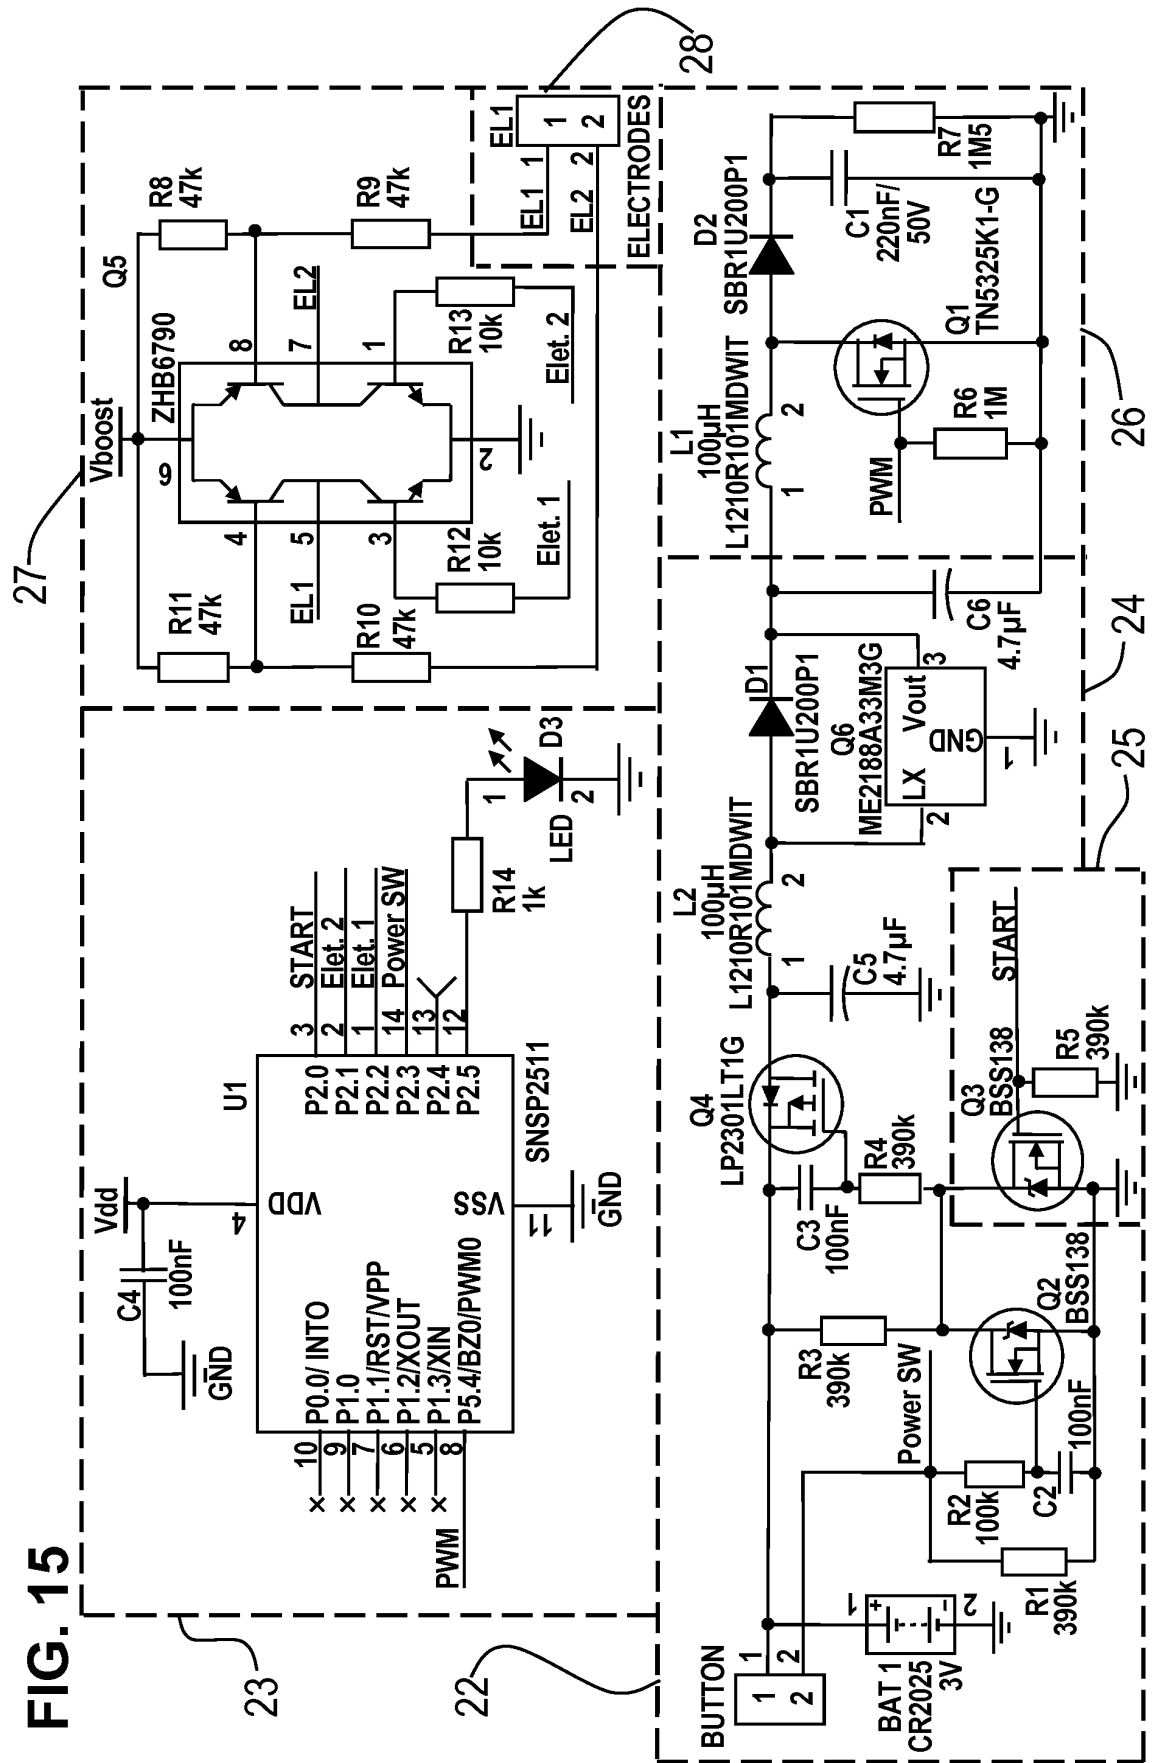 FIG. 15
23
Vdd
C4
100nF
GND
4
VDD
U1
P0.0/ INTO
P1.0
P1.1/RST/VPP
P1.2/XOUT
P1.3/XIN
P5.4/BZ0/PWM0
10
9
7
6
5
8
PWM
VSS
11
GND
SNSP2511
P2.0
P2.1
P2.2
P2.3
P2.4
P2.5
3
2
1
14
13
12
START
Elet. 2
Elet. 1
Power SW
R14
1k
1
2
LED
D3
27
Vboost
Q5
ZHB6790
6
R11
47k
R8
47k
4
8
5
7
EL1
EL2
3
1
2
R10
47k
R9
47k
R12
10k
R13
10k
Elet. 1
Elet. 2
28
EL1
1
2
1
2
EL1
EL2
ELECTRODES
22
BUTTON
1
2
1
2
BAT 1
CR2025
3V
1
+
-
2
R1
390k
R2
100k
C2
100nF
Power SW
R3
390k
Q2
BSS138
C3
100nF
R4
390k
Q4
LP2301LT1G
25
Q3
BSS138
START
R5
390k
C5
4.7µF
L2
100µH
L1210R101MDWIT
1
2
D1
SBR1U200P1
Q6
ME2188A33M3G
LX
Vout
GND
2
3
1
C6
4.7µF
24
L1
100µH
L1210R101MDWIT
1
2
PWM
R6
1M
Q1
TN5325K1-G
D2
SBR1U200P1
C1
220nF/
50V
R7
1M5
26